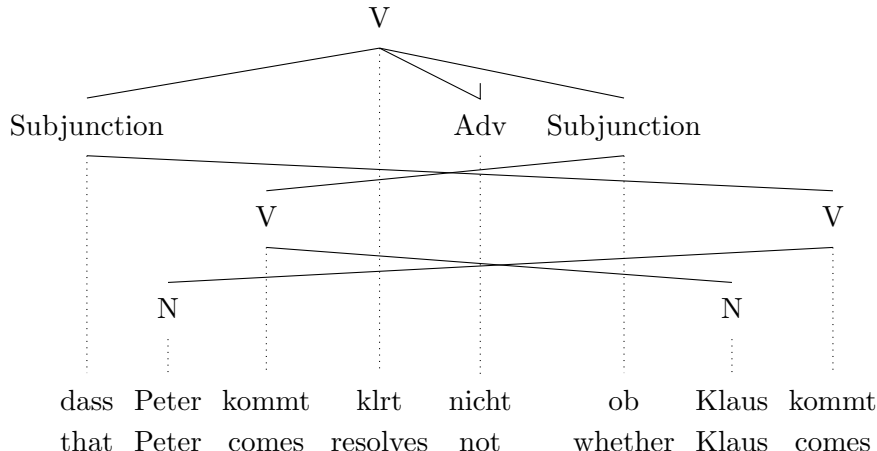 V
Subjunction Adv Subjunction
V V
N N
dass Peter kommt klrt nicht ob Klaus kommt
that Peter comes resolves not whether Klaus comes